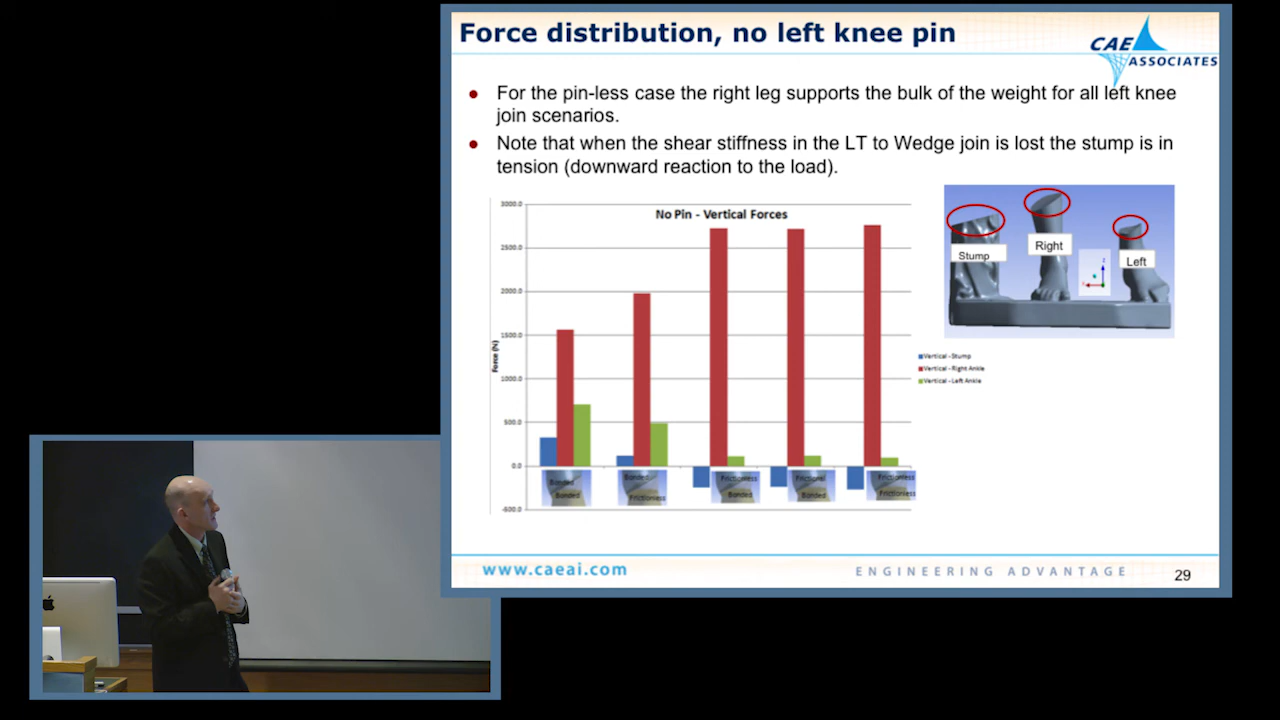 Force distribution, no left knee pin
CAE
ASSOCIATES
● For the pin-less case the right leg supports the bulk of the weight for all left knee
join scenarios.
● Note that when the shear stiffness in the LT to Wedge join is lost the stump is in
tension (downward reaction to the load).
No Pin - Vertical Forces
3000.0
2500.0
2000.0
1500.0
1000.0
500.0
0.0
-500.0
Force (N)
Bonded
Bonded
Bonded
Frictionless
Frictionless
Bonded
Frictional
Bonded
Frictionless
Frictionless
Stump
Right
Left
Vertical - Stump
Vertical - Right Ankle
Vertical - Left Ankle
www.caeai.com
ENGINEERING ADVANTAGE
29